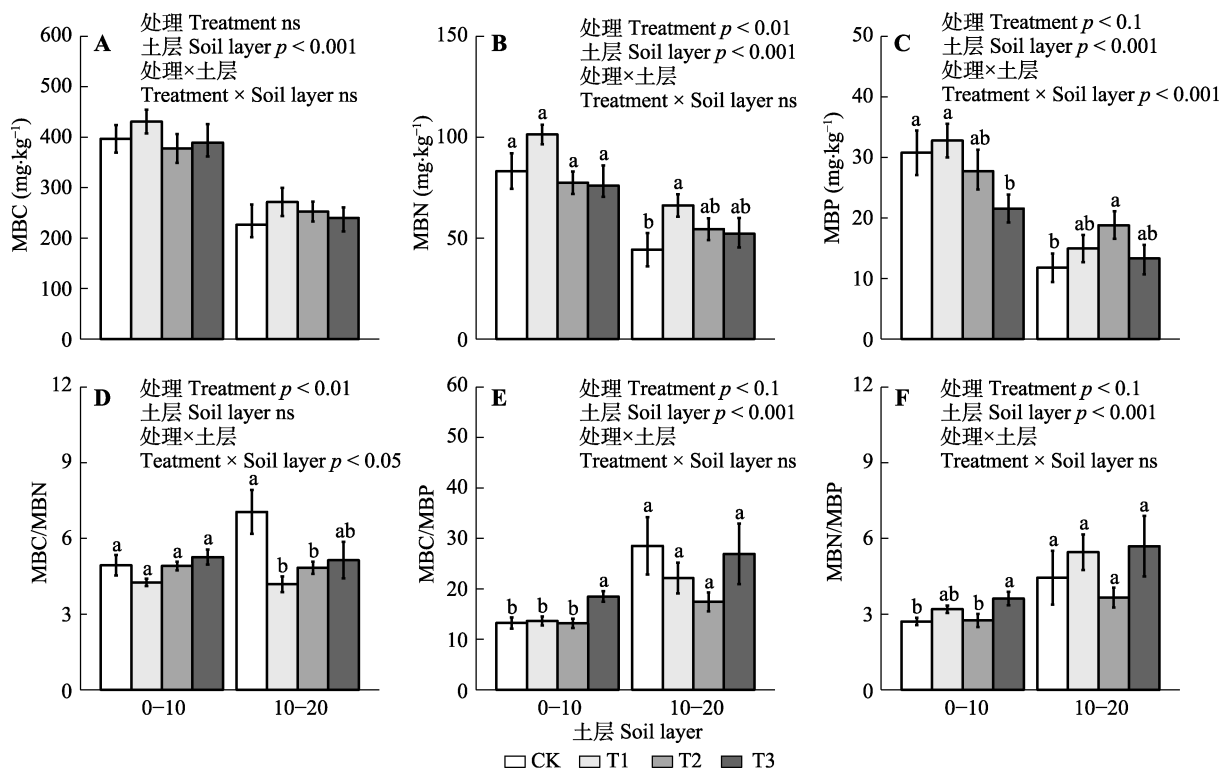 A
处理 Treatment ns
土层 Soil layer p < 0.001
处理×土层
Treatment × Soil layer ns
MBC (mg·kg⁻¹)
600
500
400
300
200
100
0
B
处理 Treatment p < 0.01
土层 Soil layer p < 0.001
处理×土层
Treatment × Soil layer ns
MBN (mg·kg⁻¹)
150
100
50
0
a
a
a
a
b
a
ab
ab
C
处理 Treatment p < 0.1
土层 Soil layer p < 0.001
处理×土层
Treatment × Soil layer p < 0.001
MBP (mg·kg⁻¹)
50
40
30
20
10
0
a
a
ab
b
b
ab
a
ab
D
处理 Treatment p < 0.01
土层 Soil layer ns
处理×土层
Teatment × Soil layer p < 0.05
MBC/MBN
12
9
6
3
0
a
a
a
a
a
b
b
ab
0−10
10−20
E
处理 Treatment p < 0.1
土层 Soil layer p < 0.001
处理×土层
Treatment × Soil layer ns
MBC/MBP
60
50
40
30
20
10
0
b
b
b
a
a
a
a
a
0−10
10−20
F
处理 Treatment p < 0.1
土层 Soil layer p < 0.001
处理×土层
Treatment × Soil layer ns
MBN/MBP
12
9
6
3
0
b
ab
b
a
a
a
a
a
0−10
10−20
土层 Soil layer
CK T1 T2 T3